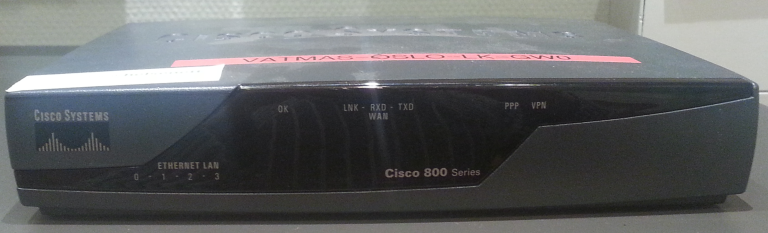 VATMAS-OSLO-LK-GW0
CISCO SYSTEMS
OK
LNK - RXD - TXD
WAN
PPP VPN
ETHERNET LAN
0 - 1 - 2 - 3
Cisco 800 Series